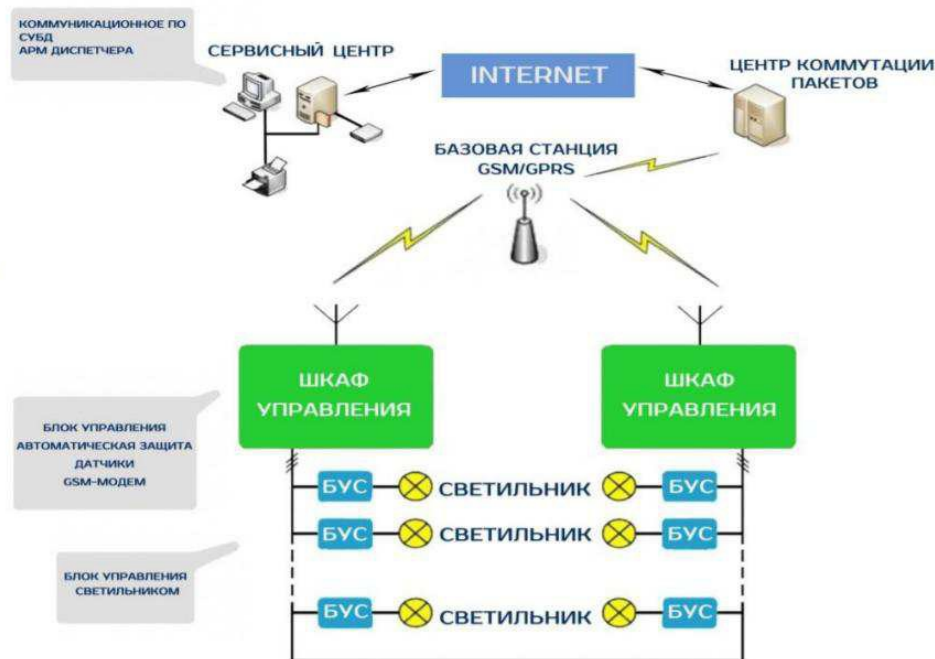 КОММУНИКАЦИОННОЕ ПО
СУБД
АРМ ДИСПЕТЧЕРА
СЕРВИСНЫЙ ЦЕНТР
INTERNET
ЦЕНТР КОММУТАЦИИ
ПАКЕТОВ
БАЗОВАЯ СТАНЦИЯ
GSM/GPRS
ШКАФ
УПРАВЛЕНИЯ
ШКАФ
УПРАВЛЕНИЯ
БЛОК УПРАВЛЕНИЯ
АВТОМАТИЧЕСКАЯ ЗАЩИТА
ДАТЧИКИ
GSM-МОДЕМ
БУС СВЕТИЛЬНИК БУС
БУС СВЕТИЛЬНИК БУС
БЛОК УПРАВЛЕНИЯ
СВЕТИЛЬНИКОМ
БУС СВЕТИЛЬНИК БУС